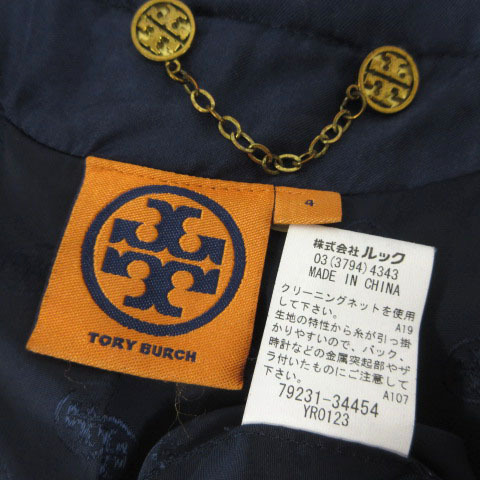 TORY BURCH
4
株式会社 ルック
03(3794)4343
MADE IN CHINA
クリーニングネットを使用
して下さい。 A19
生地の特性から糸が引っ掛
かりやすいので、バック、
時計などの金属突起部やザ
ラ付いたものにご注意して
下さい。 A107
79231-34454
YR0123